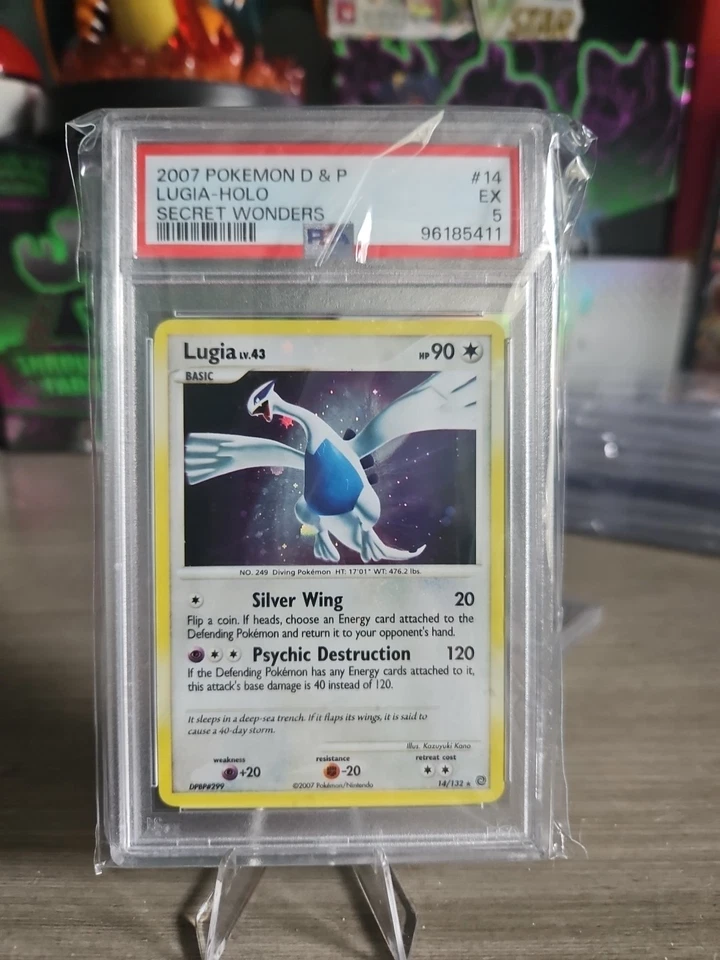 STAR
2007 POKEMON D & P #14
LUGIA-HOLO EX
SECRET WONDERS 5
96185411
Lugia LV.43 HP 90
BASIC
NO. 249 Diving Pokémon HT: 17'01" WT: 476.2 lbs.
Silver Wing 20
Flip a coin. If heads, choose an Energy card attached to the
Defending Pokémon and return it to your opponent's hand.
Psychic Destruction 120
If the Defending Pokémon has any Energy cards attached to it,
this attack's base damage is 40 instead of 120.
It sleeps in a deep-sea trench. If it flaps its wings, it is said to
cause a 40-day storm.
Illus. Kazuyuki Kano
weakness resistance retreat cost
+20 -20
DPBP#299 ©2007 Pokémon/Nintendo 14/132